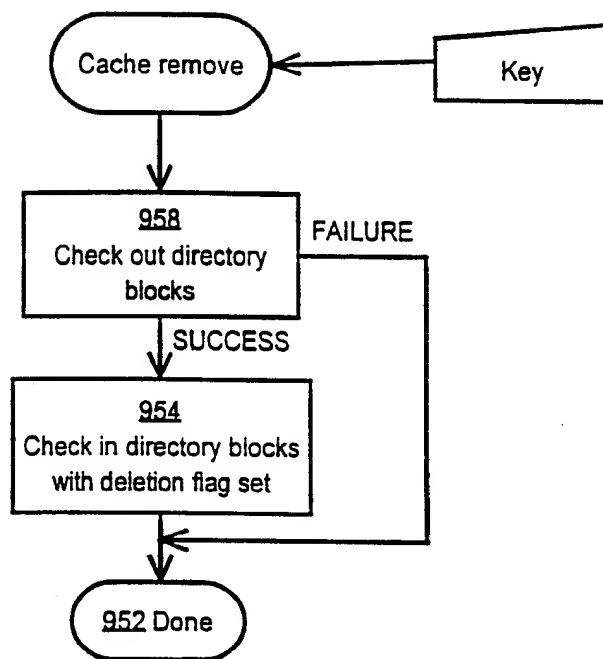 Cache remove
Key
958
Check out directory
blocks
FAILURE
SUCCESS
954
Check in directory blocks
with deletion flag set
952 Done